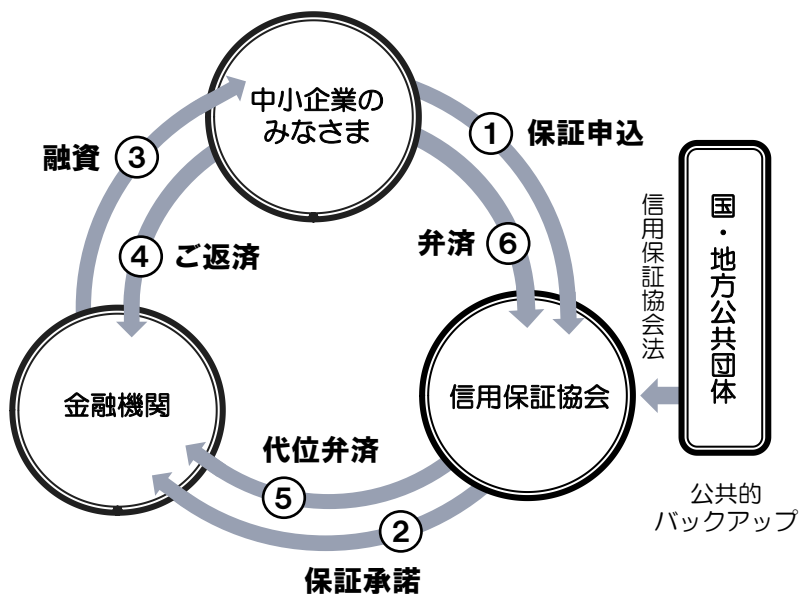 中小企業の
みなさま
① 保証申込
融資 ③
④ ご返済
弁済 ⑥
信用保証協会法
国・地方公共団体
金融機関
信用保証協会
代位弁済
⑤
②
保証承諾
公共的
バックアップ